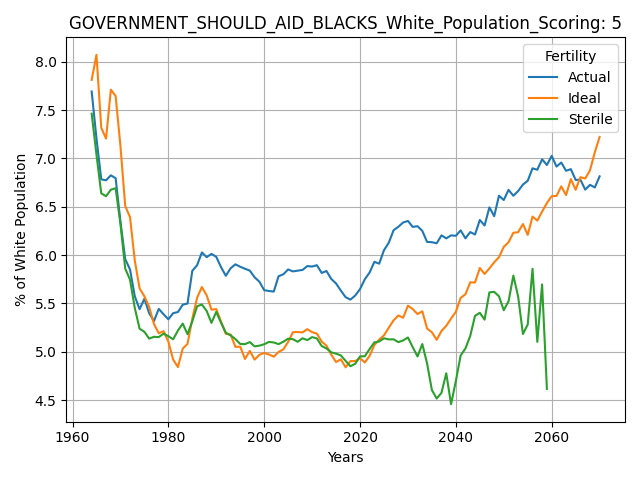 GOVERNMENT_SHOULD_AID_BLACKS_White_Population_Scoring: 5
Fertility
Actual
Ideal
Sterile
% of White Population
8.0
7.5
7.0
6.5
6.0
5.5
5.0
4.5
1960 1980 2000 2020 2040 2060
Years